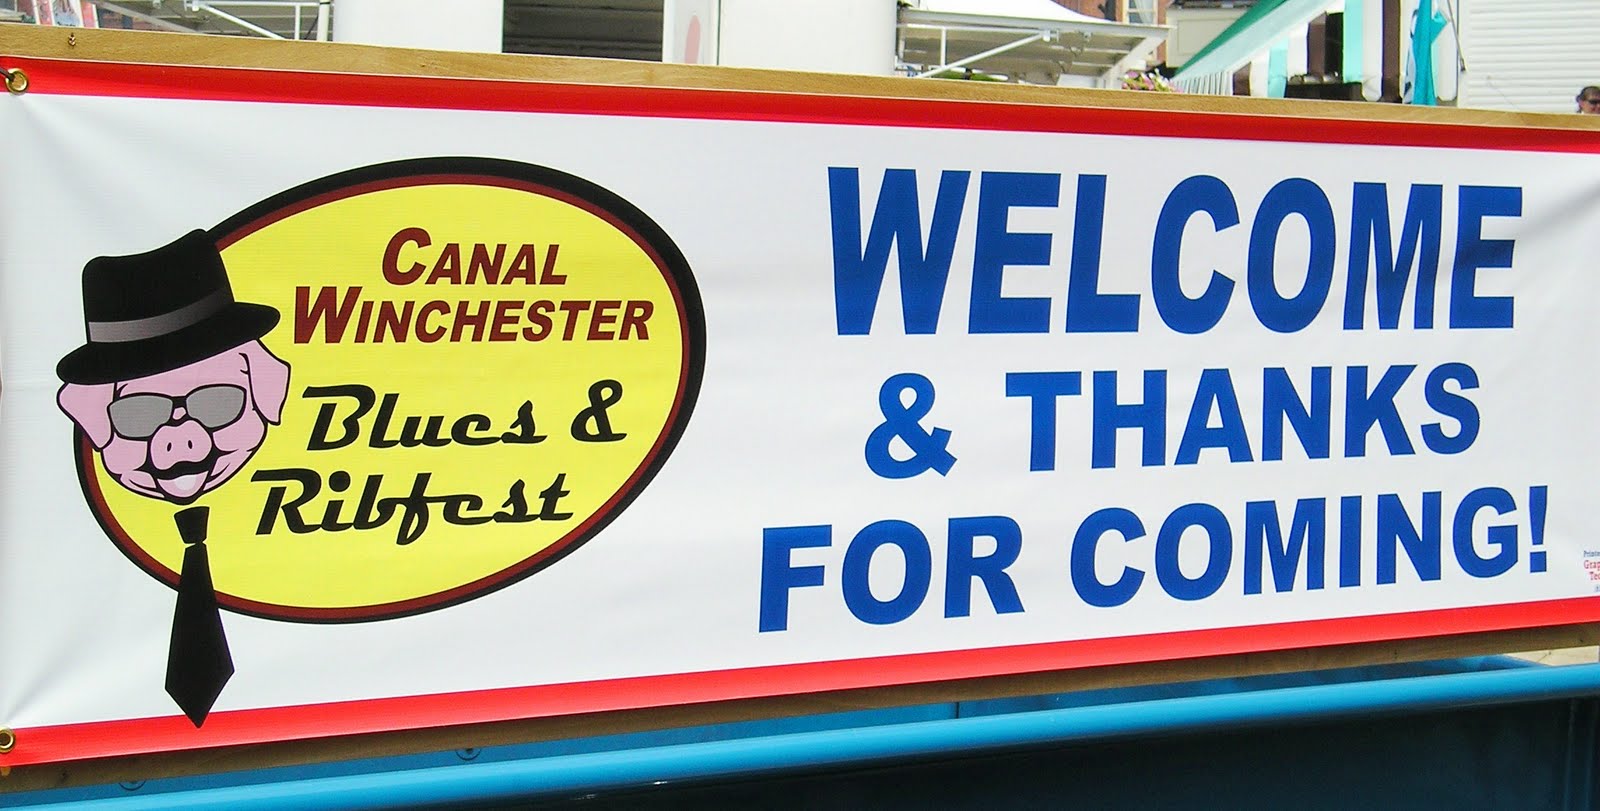 CANAL
WINCHESTER
Blues &
Ribfest
WELCOME
& THANKS
FOR COMING!